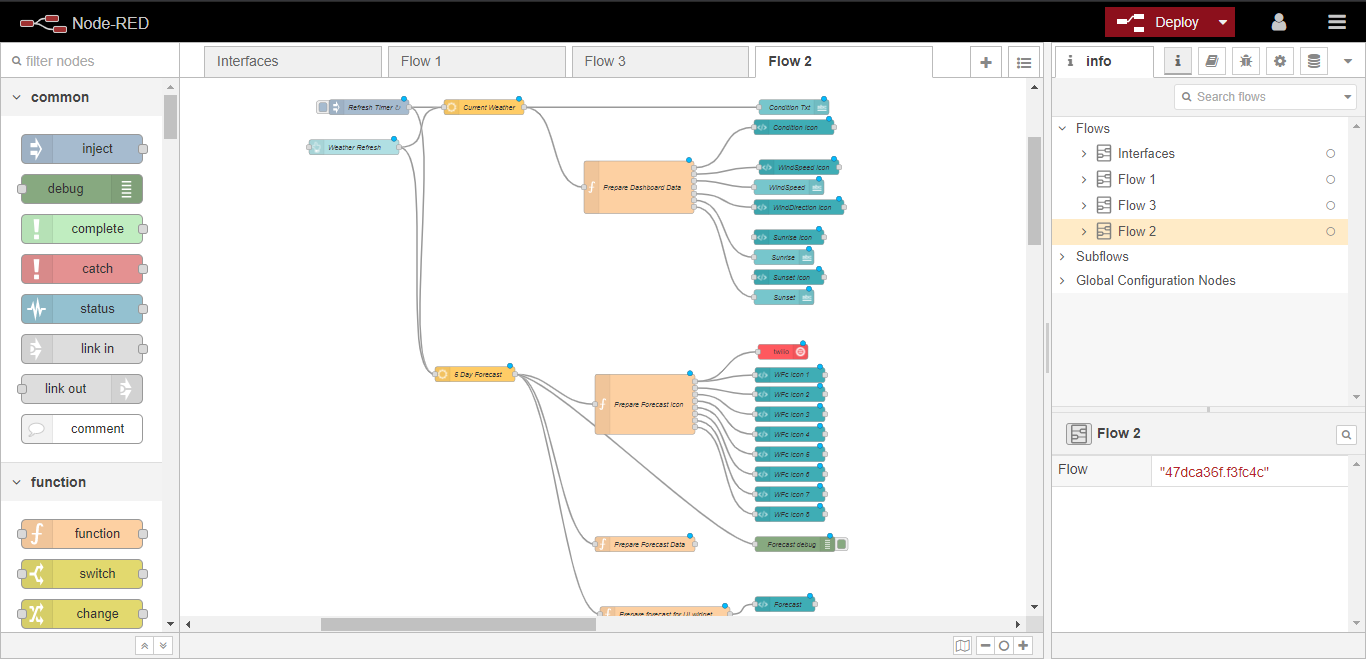 Node-RED
Deploy
filter nodes
Interfaces
Flow 1
Flow 3
Flow 2
info
Search flows
common
inject
debug
complete
catch
status
link in
link out
comment
function
function
switch
change
Refresh Timer ↻
Current Weather
Weather Refresh
Condition Txt
Condition Icon
Prepare Dashboard Data
WindSpeed Icon
WindSpeed
WindDirection Icon
Sunrise Icon
Sunrise
Sunset Icon
Sunset
5 Day Forecast
Prepare Forecast Icon
twilio
WFc Icon 1
WFc Icon 2
WFc Icon 3
WFc Icon 4
WFc Icon 5
WFc Icon 6
WFc Icon 7
WFc Icon 8
Prepare Forecast Data
Forecast debug
Prepare forecast for UI widget
Forecast
Flows
Interfaces
Flow 1
Flow 3
Flow 2
Subflows
Global Configuration Nodes
Flow 2
Flow
"47dca36f.f3fc4c"